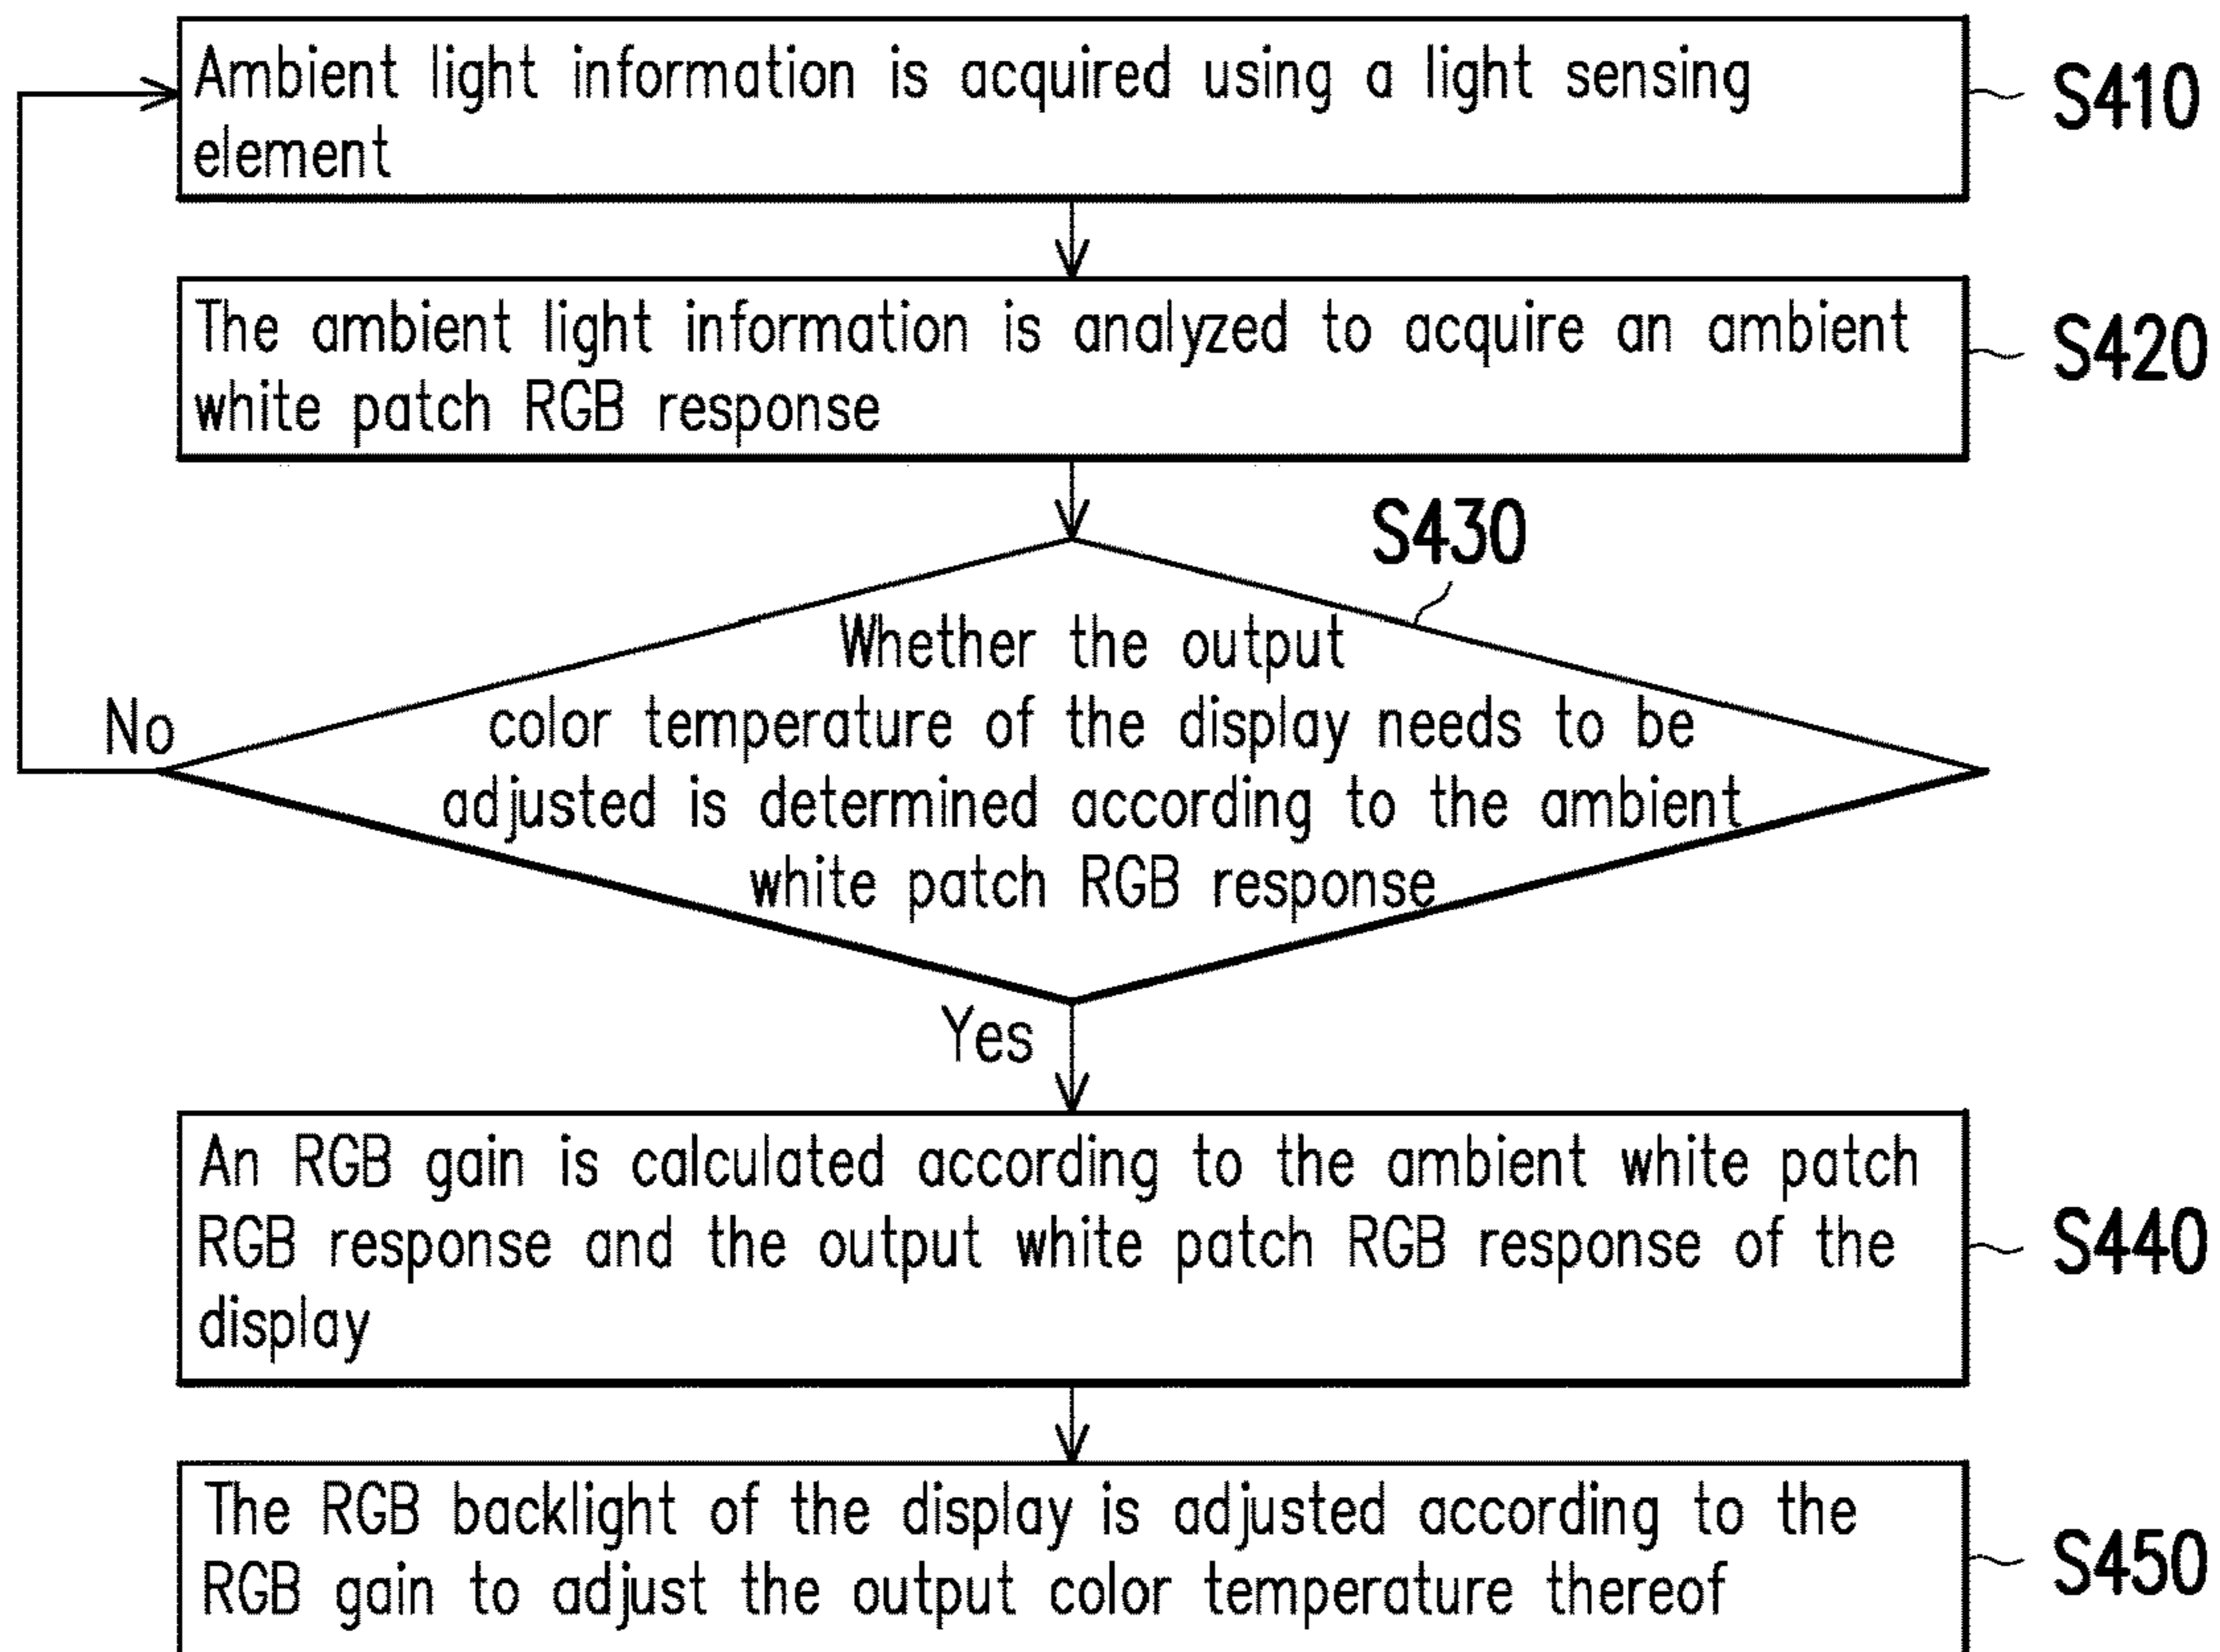 Ambient light information is acquired using a light sensing
element
S410
The ambient light information is analyzed to acquire an ambient
white patch RGB response
S420
S430
Whether the output
color temperature of the display needs to be
adjusted is determined according to the ambient
white patch RGB response
No
Yes
An RGB gain is calculated according to the ambient white patch
RGB response and the output white patch RGB response of the
display
S440
The RGB backlight of the display is adjusted according to the
RGB gain to adjust the output color temperature thereof
S450